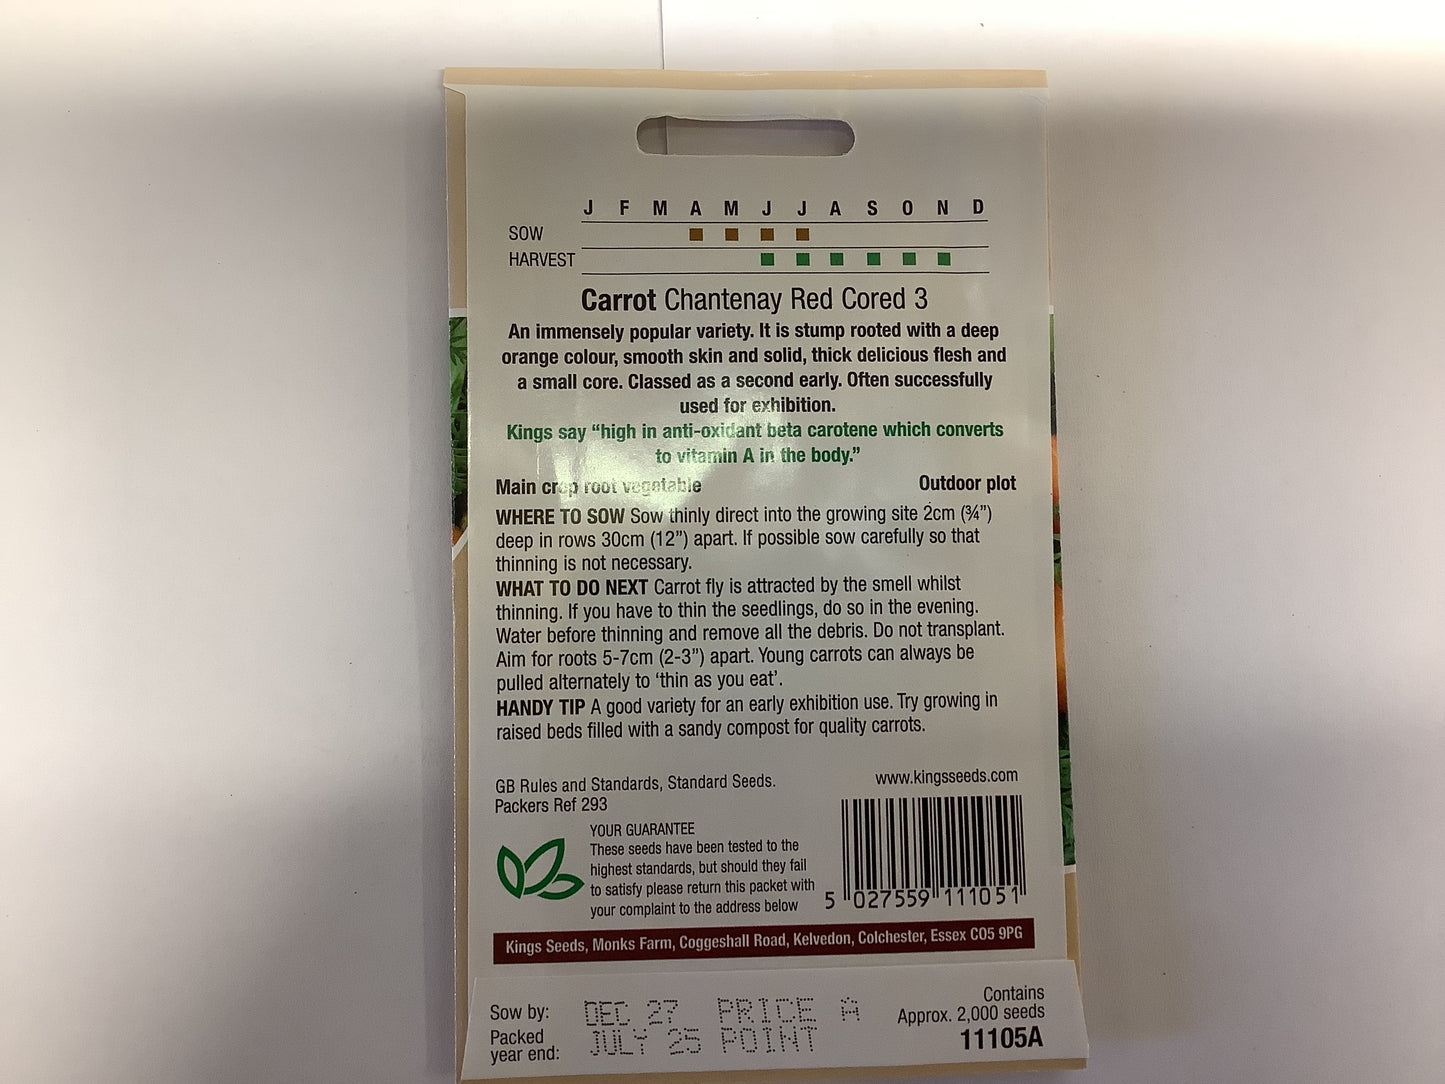 J F M A M J J A S O N D
SOW
HARVEST
Carrot Chantenay Red Cored 3
An immensely popular variety. It is stump rooted with a deep
orange colour, smooth skin and solid, thick delicious flesh and
a small core. Classed as a second early. Often successfully
used for exhibition.
Kings say “high in anti-oxidant beta carotene which converts
to vitamin A in the body.”
Main crop root vegetable Outdoor plot
WHERE TO SOW Sow thinly direct into the growing site 2cm (¾”)
deep in rows 30cm (12”) apart. If possible sow carefully so that
thinning is not necessary.
WHAT TO DO NEXT Carrot fly is attracted by the smell whilst
thinning. If you have to thin the seedlings, do so in the evening.
Water before thinning and remove all the debris. Do not transplant.
Aim for roots 5-7cm (2-3”) apart. Young carrots can always be
pulled alternately to ‘thin as you eat’.
HANDY TIP A good variety for an early exhibition use. Try growing in
raised beds filled with a sandy compost for quality carrots.
GB Rules and Standards, Standard Seeds.
Packers Ref 293
www.kingsseeds.com
YOUR GUARANTEE
These seeds have been tested to the
highest standards, but should they fail
to satisfy please return this packet with
your complaint to the address below
5 027559 111051
Kings Seeds, Monks Farm, Coggeshall Road, Kelvedon, Colchester, Essex CO5 9PG
Sow by: DEC 27 PRICE A
Packed
year end: JULY 25 POINT
Contains
Approx. 2,000 seeds
11105A